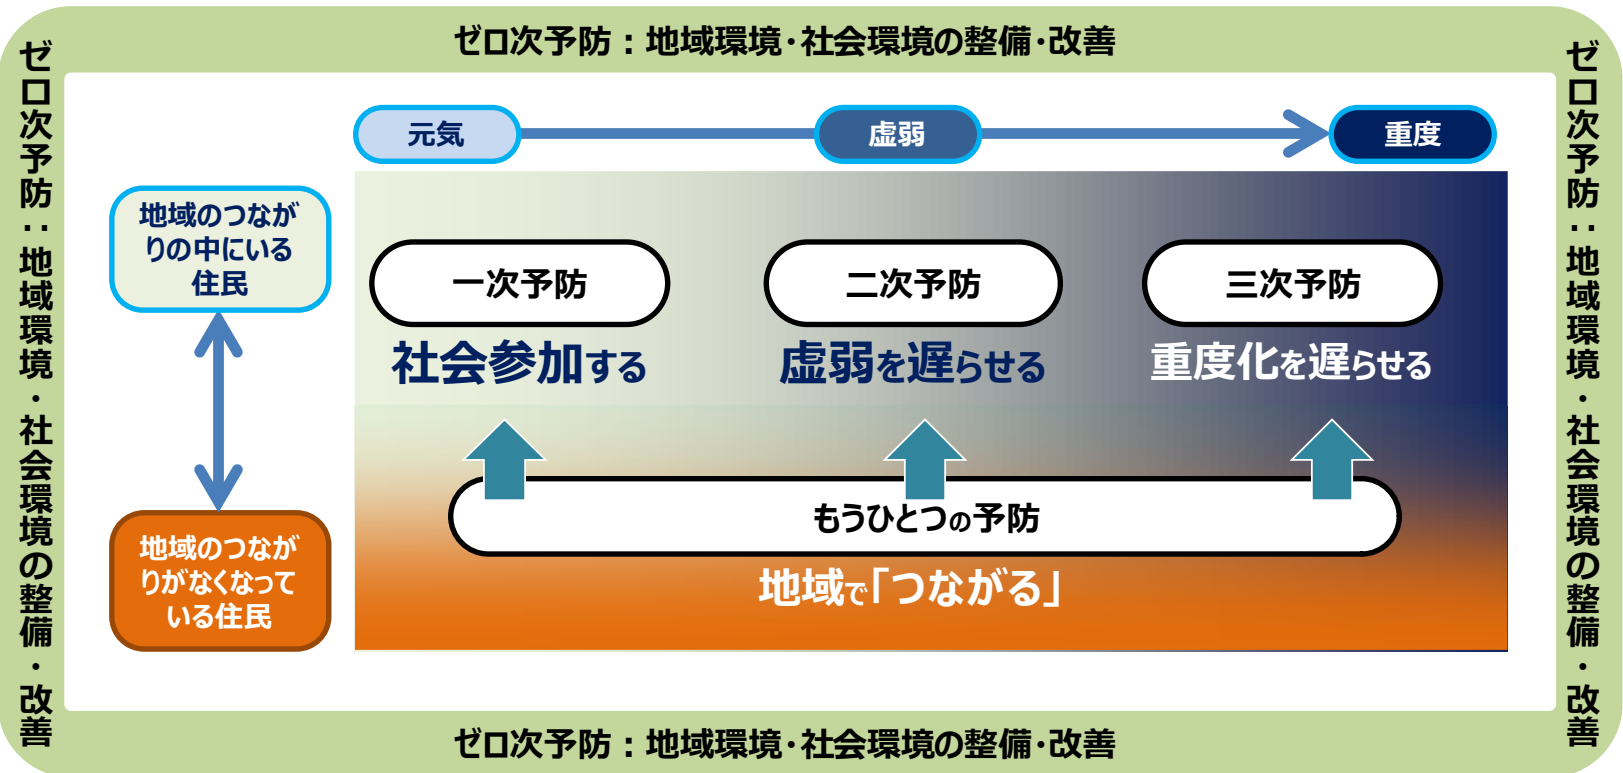 ゼロ次予防：地域環境・社会環境の整備・改善
ゼロ次予防：地域環境・社会環境の整備・改善
ゼロ次予防：地域環境・社会環境の整備・改善
元気
虚弱
重度
地域のつなが
りの中にいる
住民
一次予防
二次予防
三次予防
社会参加する
虚弱を遅らせる
重度化を遅らせる
もうひとつの予防
地域で「つながる」
地域のつなが
りがなくなって
いる住民
ゼロ次予防：地域環境・社会環境の整備・改善